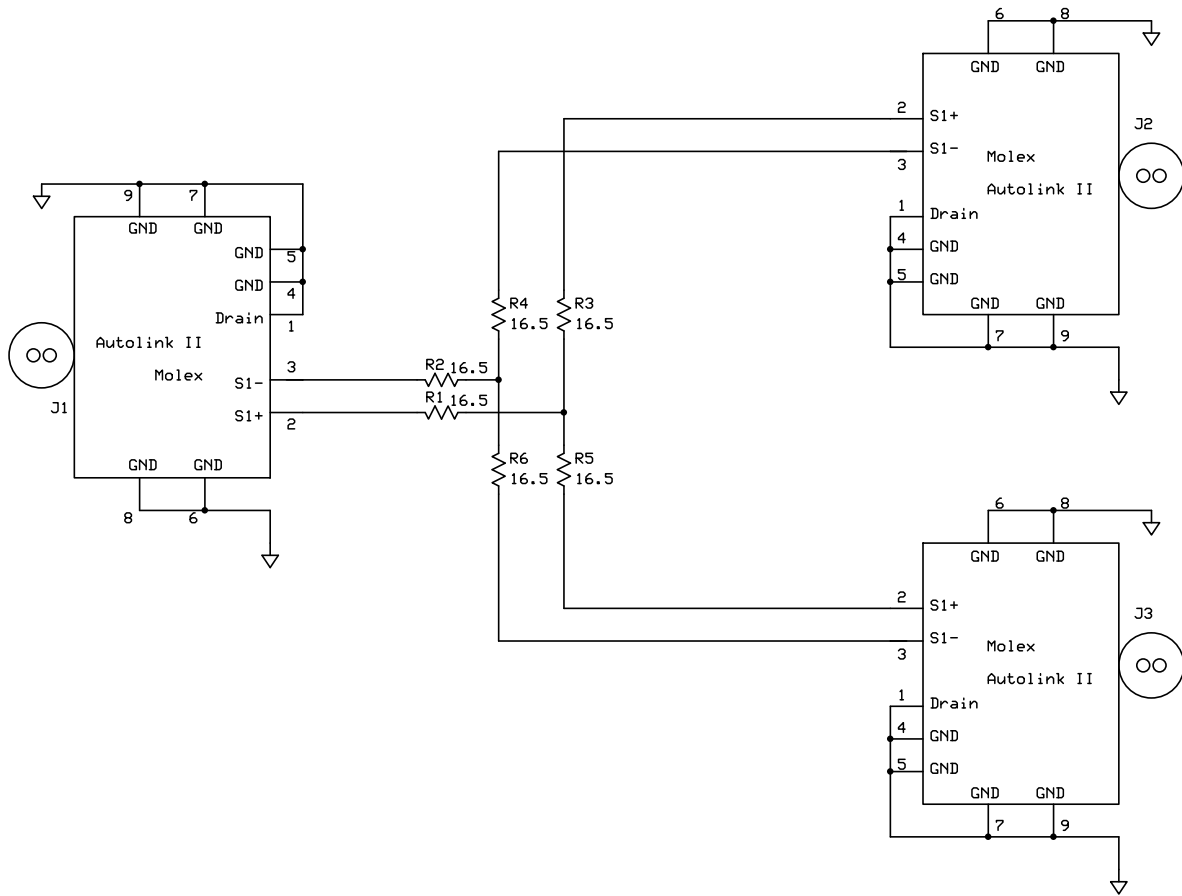 6 8
GND GND
2 S1+
J2
S1-
3
Molex
Autolink II
1 Drain
4 GND
5 GND
GND GND
7 9
9 7
GND GND
GND
5
GND
4
Drain
1
Autolink II
Molex
3
S1-
S1+
2
J1
GND GND
8 6
R4
16.5
R3
16.5
R2 16.5
R1 16.5
R6
16.5
R5
16.5
6 8
GND GND
2 S1+
J3
S1-
3
Molex
Autolink II
1 Drain
4 GND
5 GND
GND GND
7 9